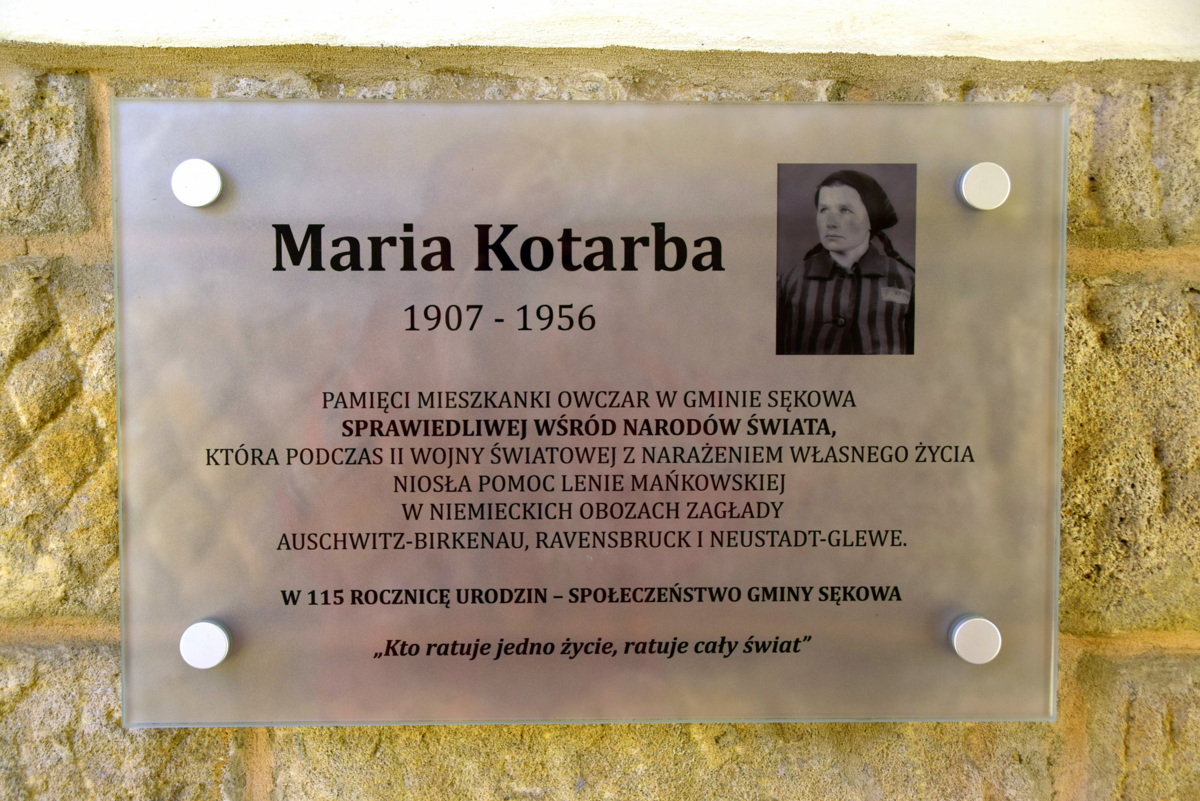 Maria Kotarba
1907 - 1956
PAMIĘCI MIESZKANKI OWCZAR W GMINIE SĘKOWA
SPRAWIEDLIWEJ WŚRÓD NARODÓW ŚWIATA,
KTÓRA PODCZAS II WOJNY ŚWIATOWEJ Z NARAŻENIEM WŁASNEGO ŻYCIA
NIOSŁA POMOC LENIE MAŃKOWSKIEJ
W NIEMIECKICH OBOZACH ZAGŁADY
AUSCHWITZ-BIRKENAU, RAVENSBRUCK I NEUSTADT-GLEWE.
W 115 ROCZNICĘ URODZIN – SPOŁECZEŃSTWO GMINY SĘKOWA
„Kto ratuje jedno życie, ratuje cały świat”